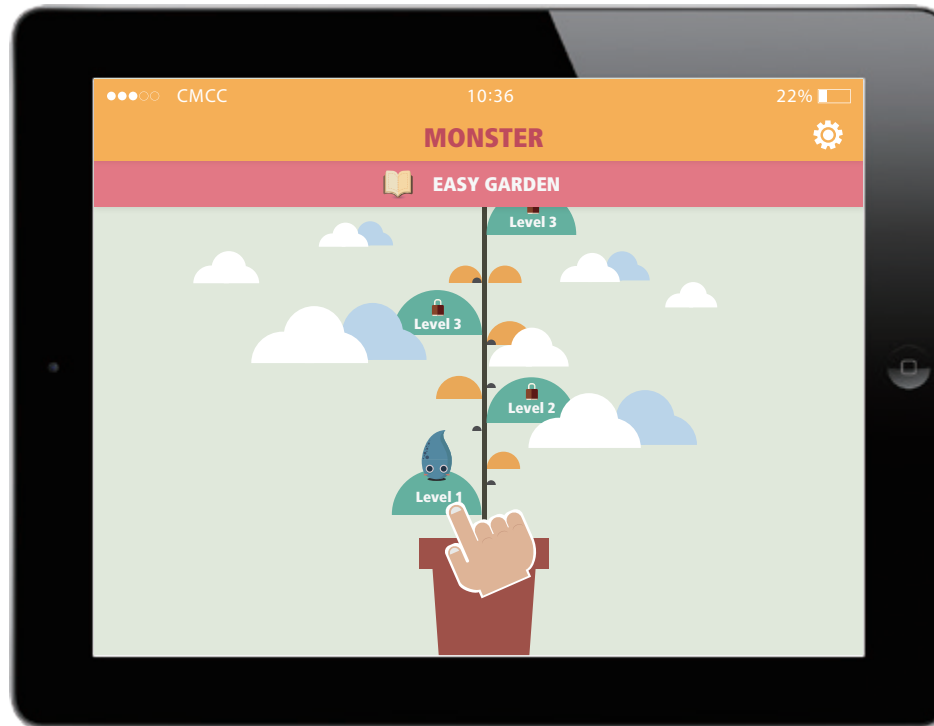 CMCC 10:36 22%
MONSTER
EASY GARDEN
Level 3
Level 3
Level 2
Level 1